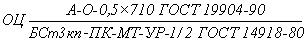 ОЦ А-О-0,5×710 ГОСТ 19904-90
БСт3кп-ПК-МТ-УР-1/2 ГОСТ 14918-80